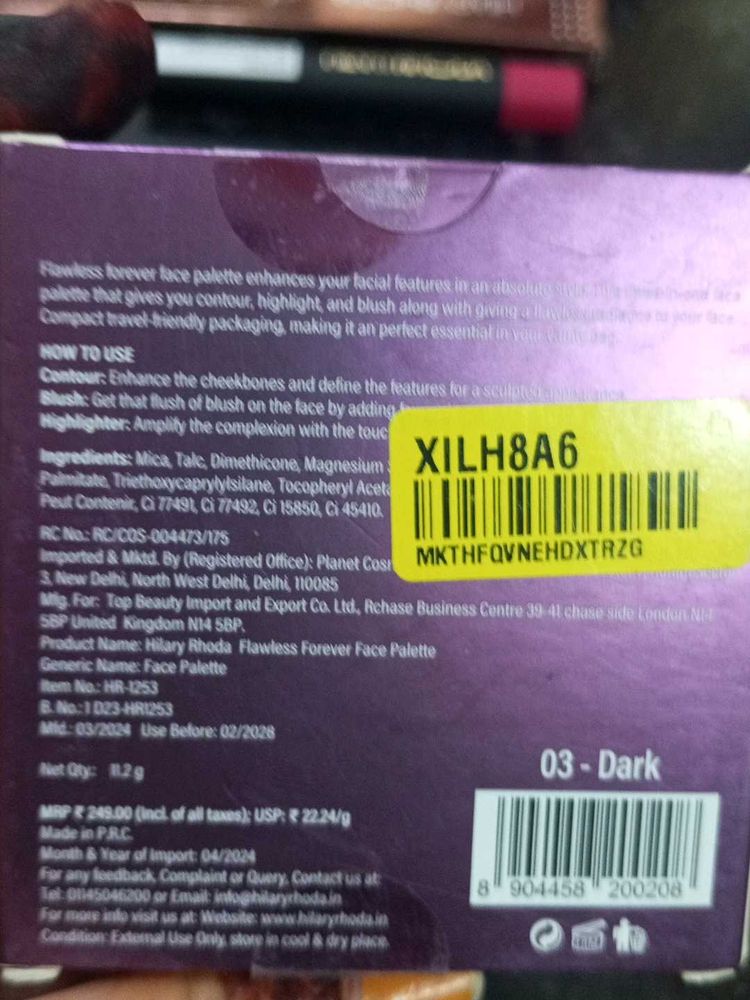 Flawless forever face palette enhances your facial features in an absolute style.
palette that gives you contour, highlight, and blush along with giving a flawless to your face.
Compact travel-friendly packaging, making it an perfect essential in your vanity bag.
HOW TO USE
Contour: Enhance the cheekbones and define the features for a sculpted appearance.
Blush: Get that flush of blush on the face by adding
Highlighter: Amplify the complexion with the
Ingredients: Mica, Talc, Dimethicone, Magnesium
Palmitate, Triethoxycaprylylsilane, Tocopheryl
Peut Contenir, Ci 77491, Ci 77492, Ci 15850, Ci 45410.
XILH8A6
MKTHFQVNEHDXTRZG
RC No.: RC/COS-004473/175
Imported & Mktd. By (Registered Office): Planet
3, New Delhi, North West Delhi, Delhi, 110085
Mfg. For: Top Beauty Import and Export Co. Ltd., Rchase Business Centre 39-41 chase side London N14
5BP United Kingdom N14 5BP.
Product Name: Hilary Rhoda Flawless Forever Face Palette
Generic Name: Face Palette
Item No.: HR-1253
B. No.: 1 D23-HR1253
Mfd.: 03/2024 Use Before: 02/2028
Net Qty.: 11.2 g
MRP ₹ 249.00 (Incl. of all taxes); USP: ₹ 22.24/g
Made in P.R.C.
Month & Year of Import: 04/2024
For any feedback, Complaint or Query, Contact us at:
Tel: 01145046200 or Email: info@hilaryrhoda.in
For more info visit us at: Website: www.hilaryrhoda.in
Condition: External Use Only, store in cool & dry place.
03 - Dark
8 904458 200208